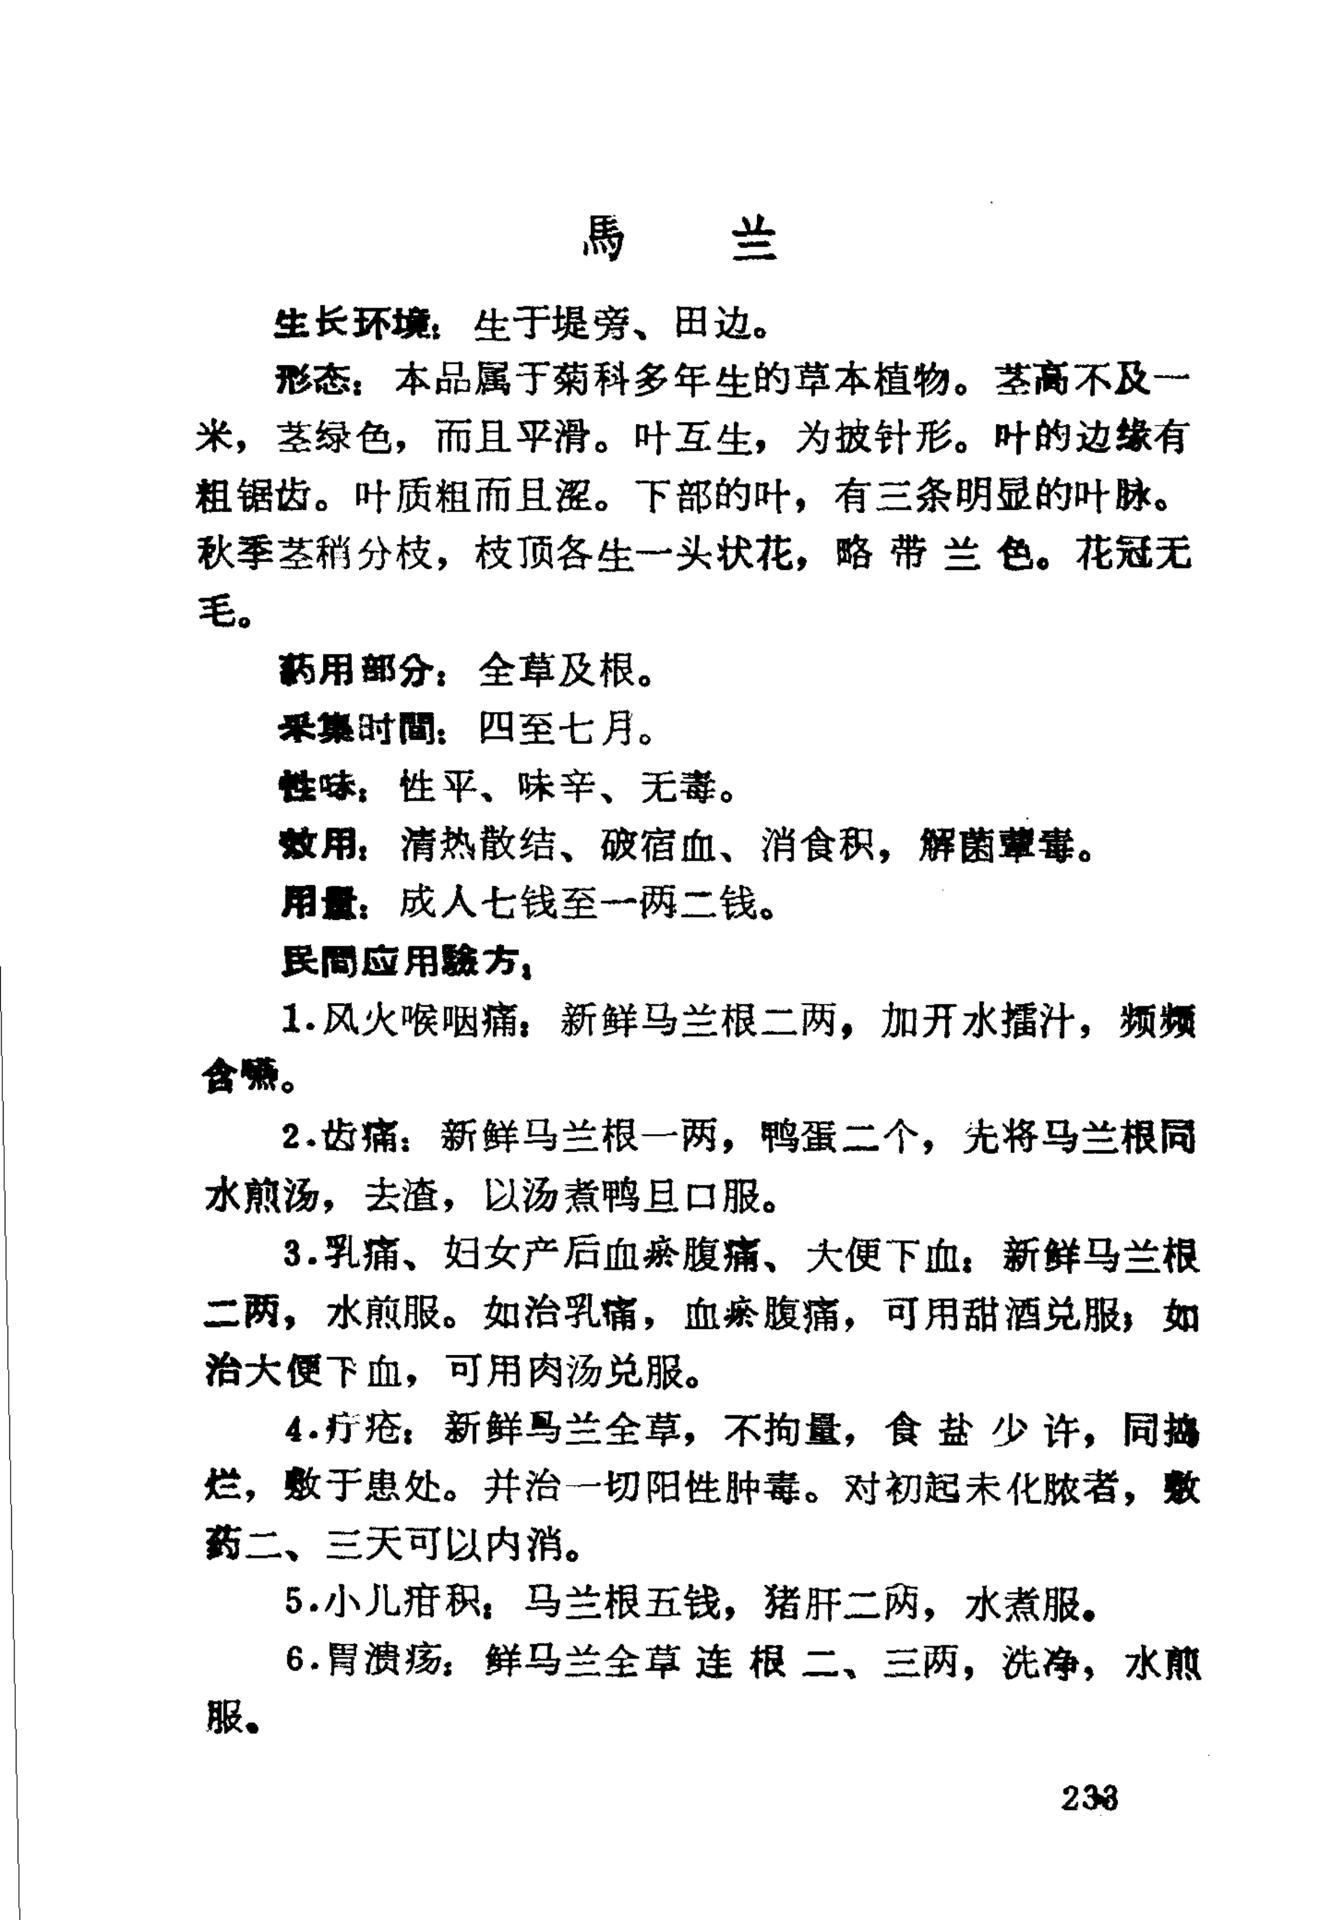 馬 兰
生长环境：生于堤旁、田边。
形态：本品属于菊科多年生的草本植物。茎高不及一
米，茎绿色，而且平滑。叶互生，为披针形。叶的边缘有
粗锯齿。叶质粗而且涩。下部的叶，有三条明显的叶脉。
秋季茎稍分枝，枝顶各生一头状花，略带兰色。花冠无
毛。
药用部分：全草及根。
采集时間：四至七月。
性味：性平、味辛、无毒。
效用：清热散结、破宿血、消食积，解菌蕈毒。
用量：成人七钱至一两二钱。
民間应用驗方：
1.风火喉咽痛：新鲜马兰根二两，加开水擂汁，频频
含嚥。
2.齿痛：新鲜马兰根一两，鸭蛋二个，先将马兰根同
水煎汤，去渣，以汤煮鸭旦口服。
3.乳痛、妇女产后血瘀腹痛、大便下血：新鲜马兰根
二两，水煎服。如治乳痛，血瘀腹痛，可用甜酒兑服；如
治大便下血，可用肉汤兑服。
4.疔疮：新鲜马兰全草，不拘量，食盐少许，同捣
烂，敷于患处。并治一切阳性肿毒。对初起未化脓者，敷
药二、三天可以内消。
5.小儿疳积：马兰根五钱，猪肝二两，水煮服。
6.胃溃疡：鲜马兰全草连根二、三两，洗净，水煎
服。
233